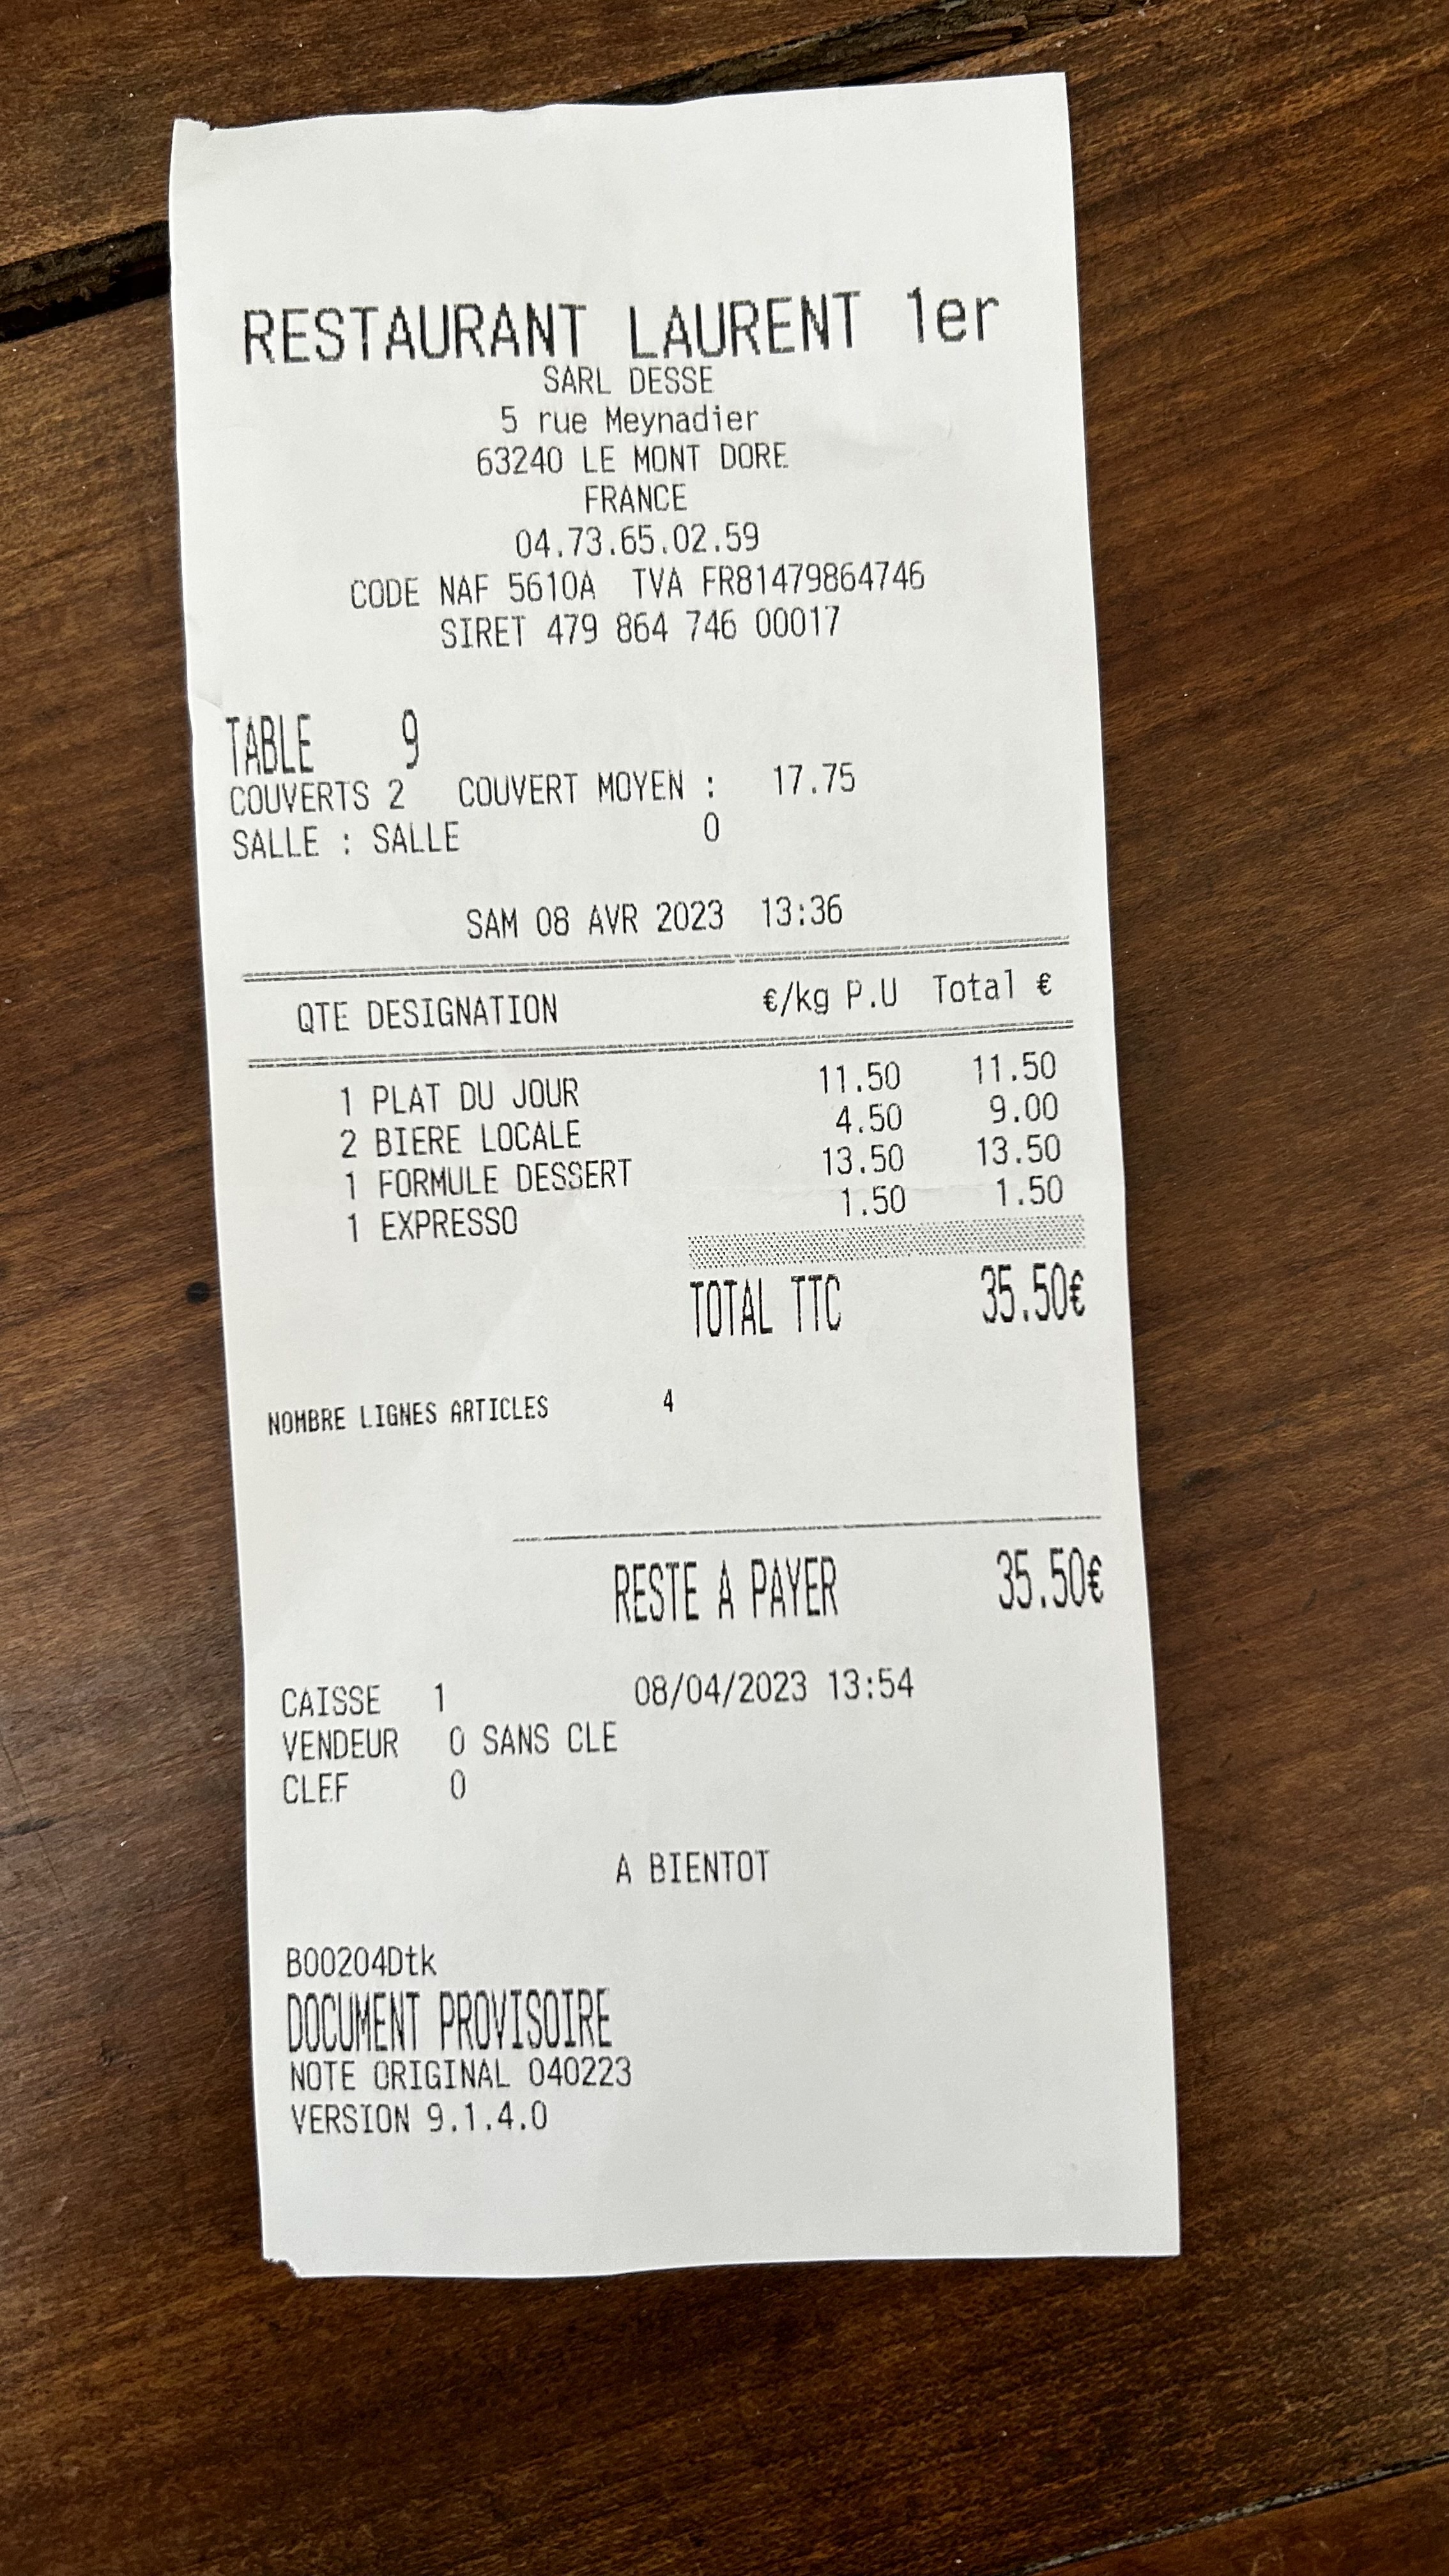 RESTAURANT LAURENT 1er
SARL DESSE
5 rue Meynadier
63240 LE MONT DORE
FRANCE
04.73.65.02.59
CODE NAF 5610A TVA FR81479864746
SIRET 479 864 746 00017
TABLE 9
COUVERTS 2 COUVERT MOYEN : 17.75
SALLE : SALLE 0
SAM 08 AVR 2023 13:36
QTE DESIGNATION €/kg P.U Total €
1 PLAT DU JOUR 11.50 11.50
2 BIERE LOCALE 4.50 9.00
1 FORMULE DESSERT 13.50 13.50
1 EXPRESSO 1.50 1.50
TOTAL TTC 35.50€
NOMBRE LIGNES ARTICLES 4
RESTE A PAYER 35.50€
CAISSE 1 08/04/2023 13:54
VENDEUR 0 SANS CLE
CLEF 0
A BIENTOT
B00204Dtk
DOCUMENT PROVISOIRE
NOTE ORIGINAL 040223
VERSION 9.1.4.0